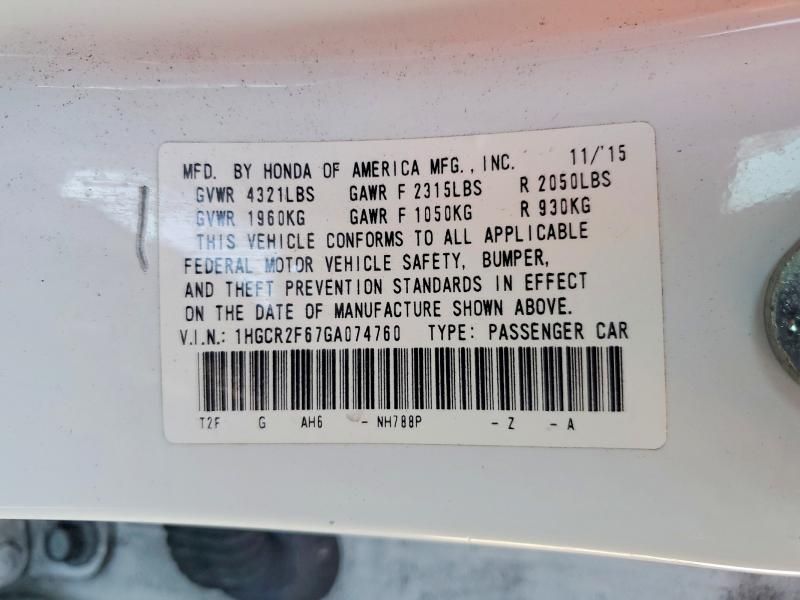 MFD. BY HONDA OF AMERICA MFG., INC. 11/'15
GVWR 4321LBS GAWR F 2315LBS R 2050LBS
GVWR 1960KG GAWR F 1050KG R 930KG
THIS VEHICLE CONFORMS TO ALL APPLICABLE
FEDERAL MOTOR VEHICLE SAFETY, BUMPER,
AND THEFT PREVENTION STANDARDS IN EFFECT
ON THE DATE OF MANUFACTURE SHOWN ABOVE.
V.I.N.: 1HGCR2F67GA074760 TYPE: PASSENGER CAR
T2F G AH6 - NH788P - Z - A